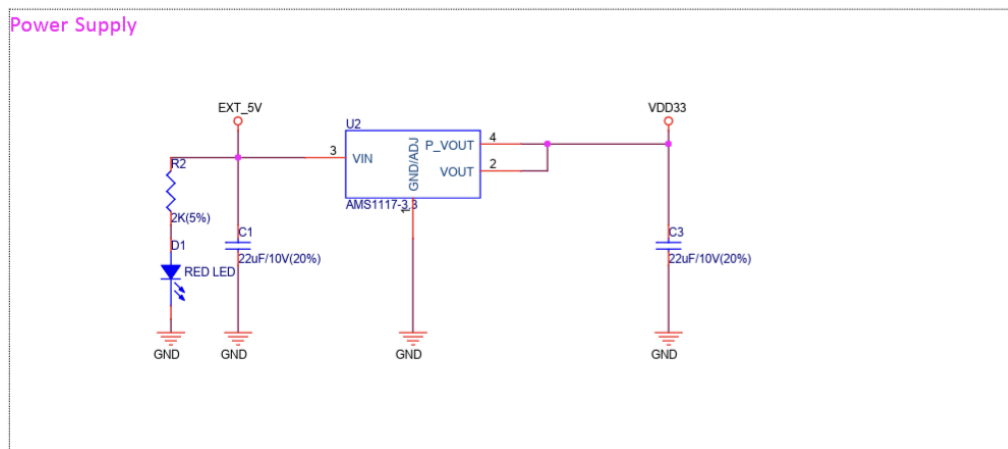 Power Supply
EXT_5V
VDD33
U2
3
VIN
GND/ADJ
P_VOUT
4
VOUT
2
AMS1117-3.3
1
R2
2K(5%)
D1
RED LED
C1
22uF/10V(20%)
C3
22uF/10V(20%)
GND
GND
GND
GND